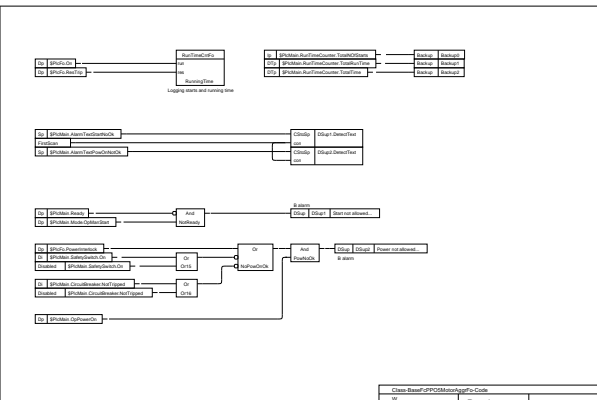 RunTimeCntFo
Dp $PlcFo.On run
Dp $PlcFo.ResTrip res
RunningTime
Logging starts and running time
Ip $PlcMain.RunTimeCounter.TotalNOfStarts Backup Backup0
DTp $PlcMain.RunTimeCounter.TotalRunTime Backup Backup1
DTp $PlcMain.RunTimeCounter.TotalTime Backup Backup2
Sp $PlcMain.AlarmTextStartNoOk CStoSp DSup1.DetectText
FirstScan con
Sp $PlcMain.AlarmTextPowOnNotOk CStoSp DSup2.DetectText
con
B alarm
Dp $PlcMain.Ready And DSup DSup1 Start not allowed...
Dp $PlcMain.Mode.OpManStart NotReady
Dp $PlcFo.PowerInterlock Or And DSup DSup2 Power not allowed...
Di $PlcMain.SafetySwitch.On Or PowNoOk B alarm
Disabled $PlcMain.SafetySwitch.On Or15 NoPowOnOk
Di $PlcMain.CircuitBreaker.NotTripped Or
Disabled $PlcMain.CircuitBreaker.NotTripped Or16
Dp $PlcMain.OpPowerOn
Class-BaseFcPPO5MotorAggrFo-Code